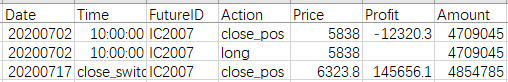 Date Time FutureID Action Price Profit Amount
20200702 10:00:00 IC2007 close_pos 5838 -12320.3 4709045
20200702 10:00:00 IC2007 long 5838 4709045
20200717 close_switc IC2007 close_pos 6323.8 145656.1 4854785